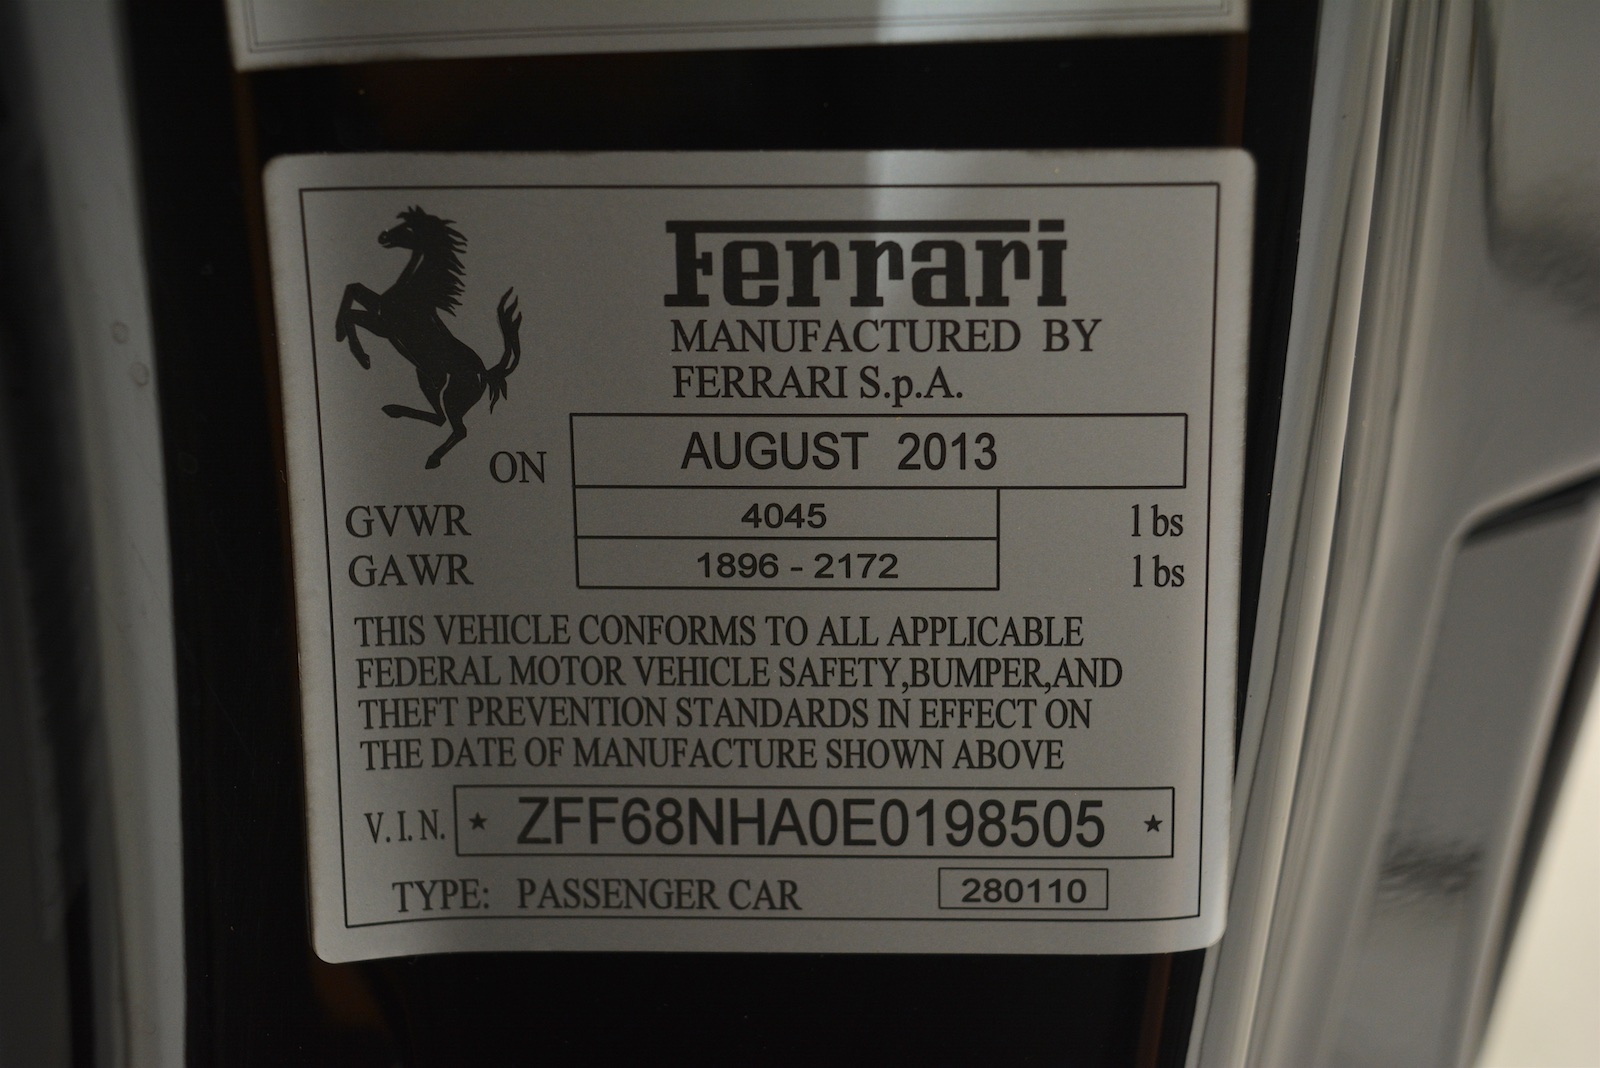 Ferrari
MANUFACTURED BY
FERRARI S.p.A.
ON AUGUST 2013
GVWR 4045 lbs
GAWR 1896 - 2172 lbs
THIS VEHICLE CONFORMS TO ALL APPLICABLE
FEDERAL MOTOR VEHICLE SAFETY,BUMPER,AND
THEFT PREVENTION STANDARDS IN EFFECT ON
THE DATE OF MANUFACTURE SHOWN ABOVE
V.I.N. ★ ZFF68NHA0E0198505 ★
TYPE: PASSENGER CAR 280110